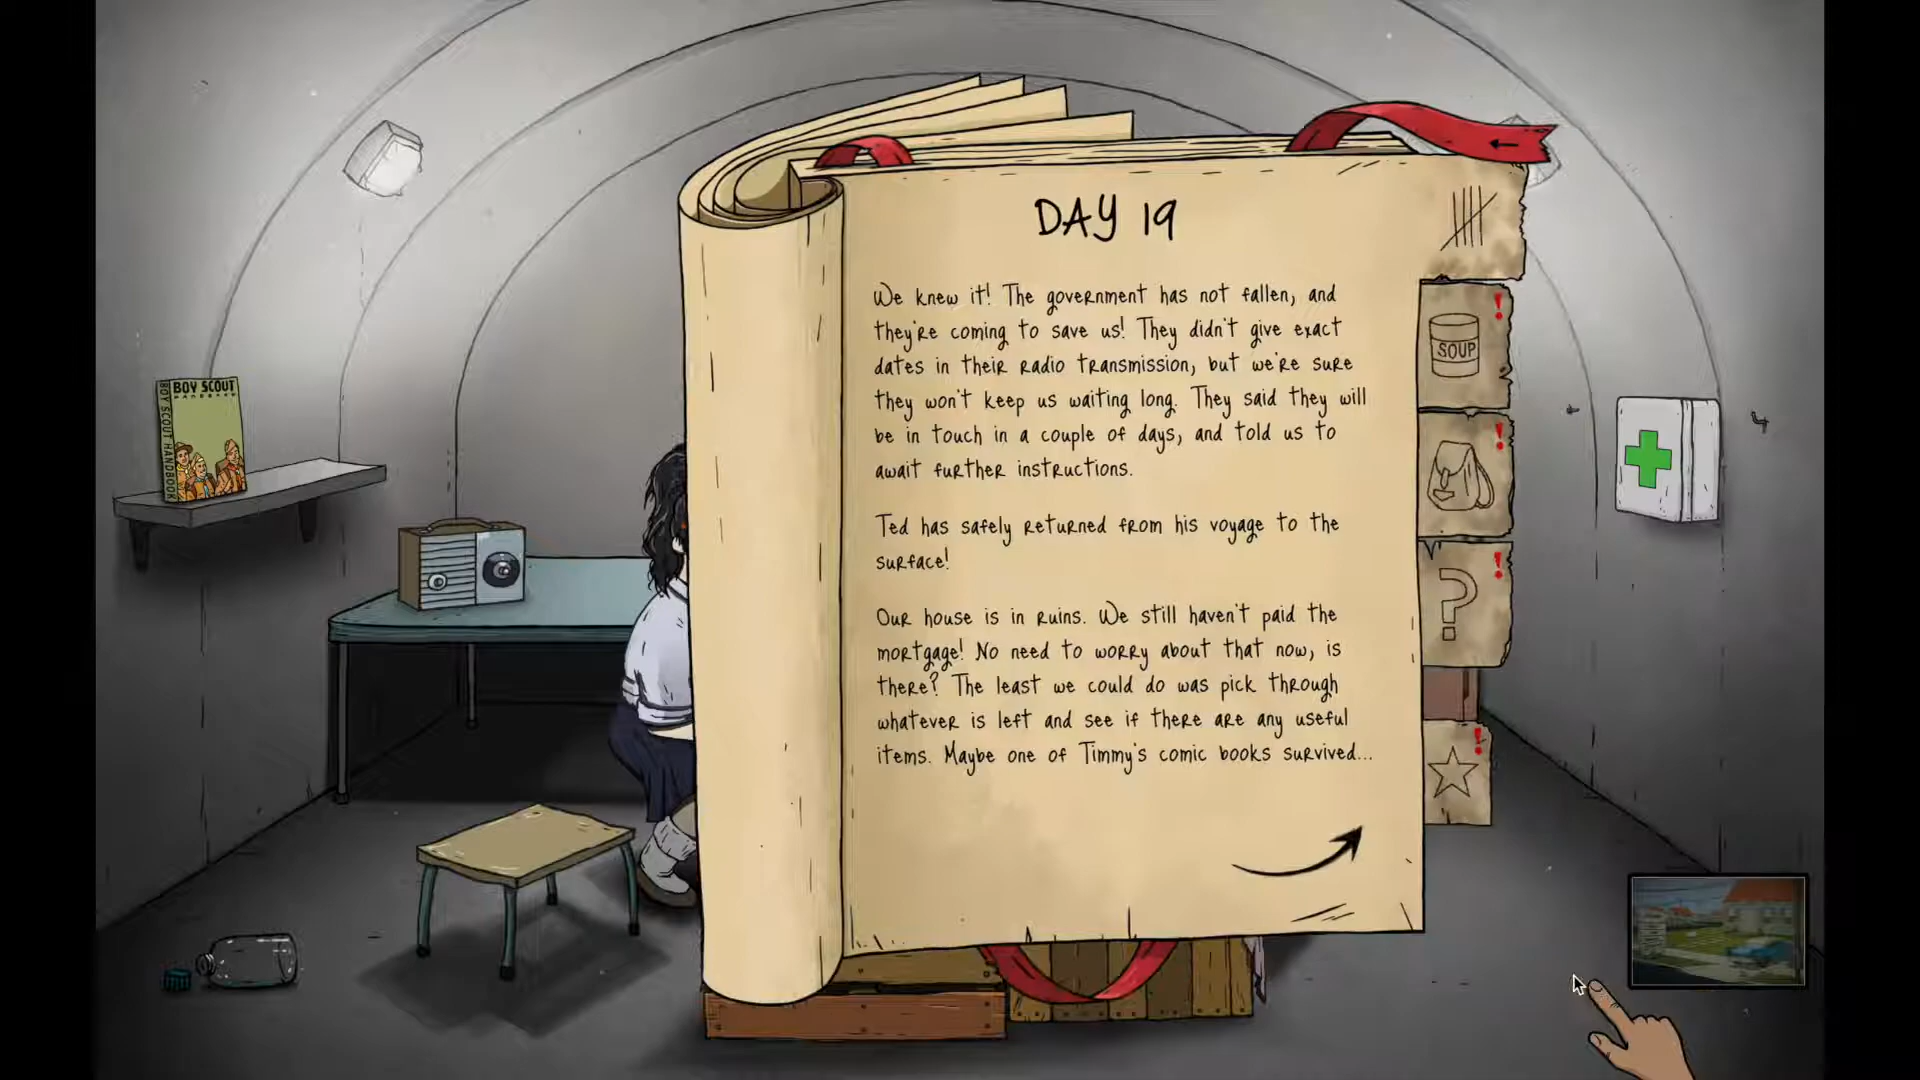 DAY 19
We knew it! The government has not fallen, and
they're coming to save us! They didn't give exact
dates in their radio transmission, but we're sure
they won't keep us waiting long. They said they will
be in touch in a couple of days, and told us to
await further instructions.
Ted has safely returned from his voyage to the
surface!
Our house is in ruins. We still haven't paid the
mortgage! No need to worry about that now, is
there? The least we could do was pick through
whatever is left and see if there are any useful
items. Maybe one of Timmy's comic books survived...
!
SOUP
!
!
?
!
BOY SCOUT
HANDBOOK
BOY SCOUT HANDBOOK